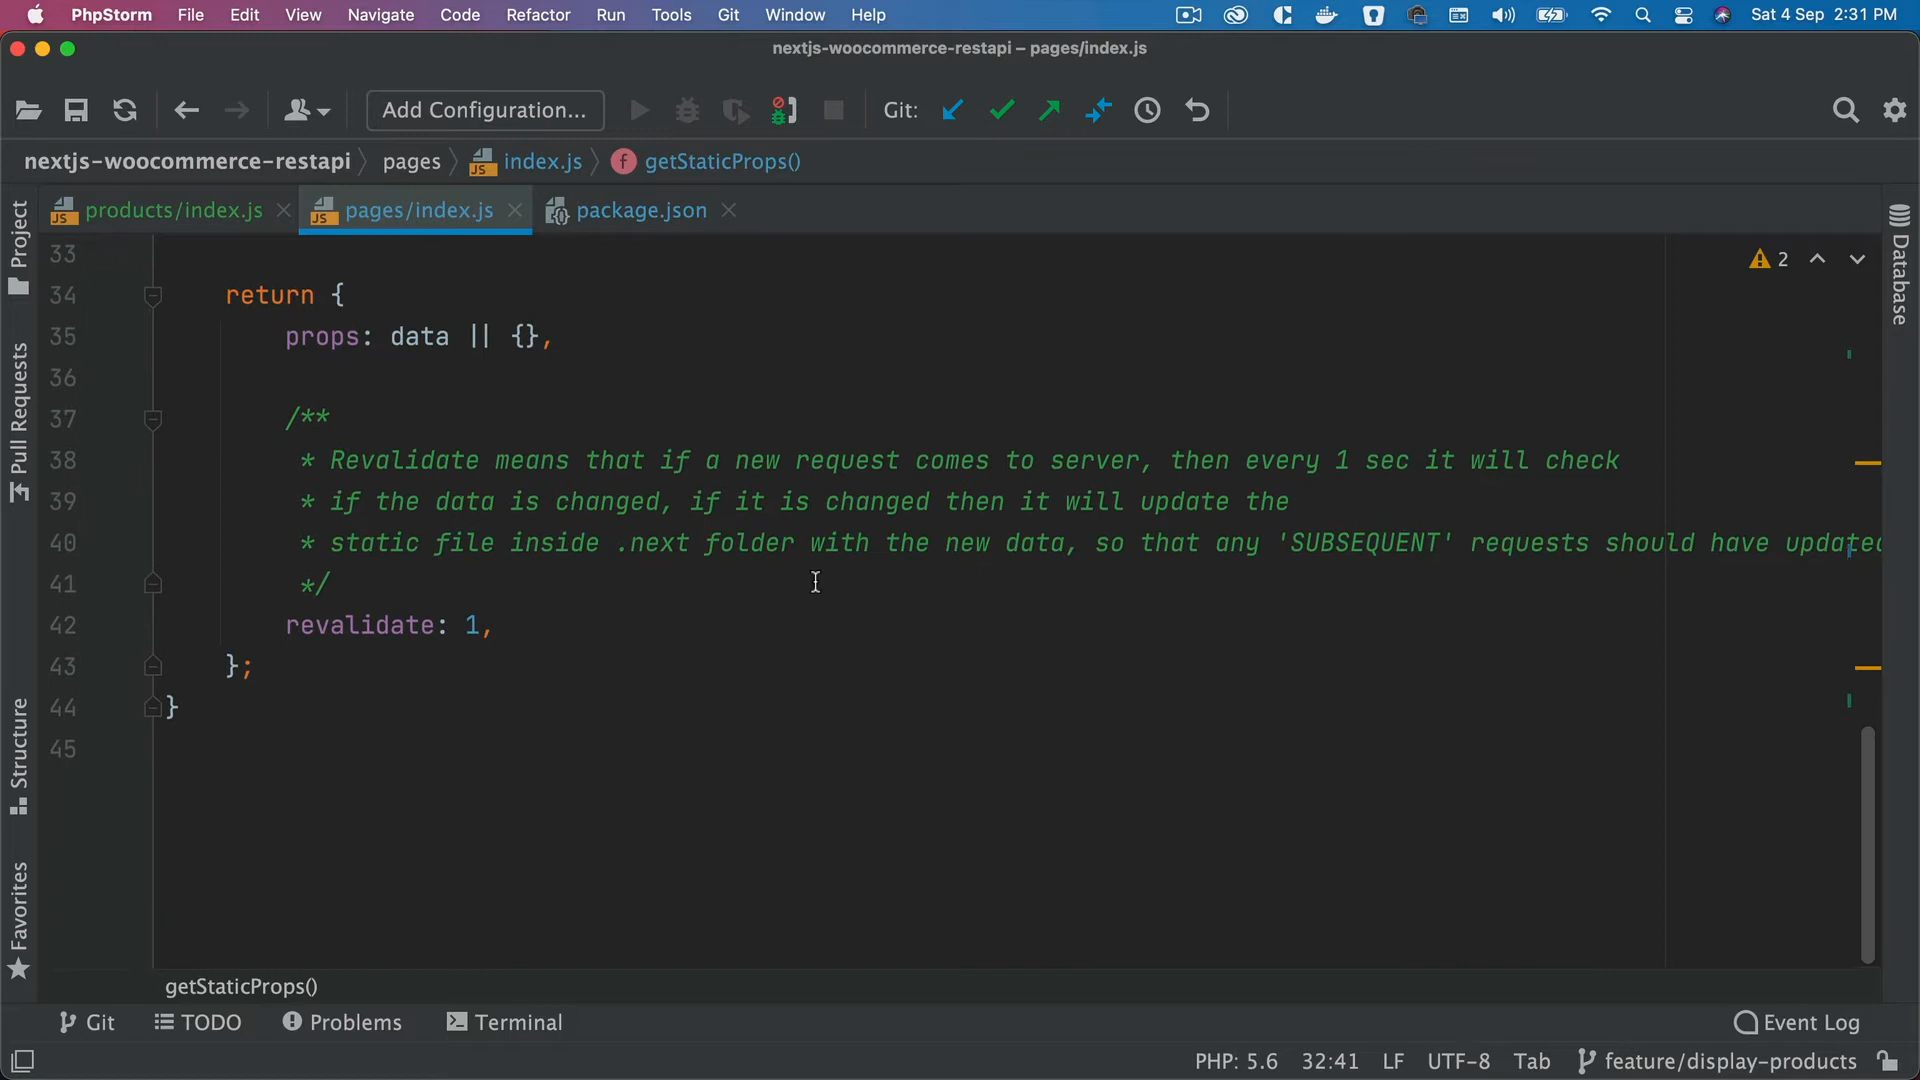 PhpStorm File Edit View Navigate Code Refactor Run Tools Git Window Help Sat 4 Sep 2:31 PM
nextjs-woocommerce-restapi – pages/index.js
Add Configuration... Git:
nextjs-woocommerce-restapi pages index.js f getStaticProps()
products/index.js pages/index.js package.json
Project
Pull Requests
Structure
Favorites
Database
2
33
34 return {
35 props: data || {},
36
37 /**
38 * Revalidate means that if a new request comes to server, then every 1 sec it will check
39 * if the data is changed, if it is changed then it will update the
40 * static file inside .next folder with the new data, so that any 'SUBSEQUENT' requests should have updated
41 */
42 revalidate: 1,
43 };
44 }
45
getStaticProps()
Git TODO Problems Terminal Event Log
PHP: 5.6 32:41 LF UTF-8 Tab feature/display-products